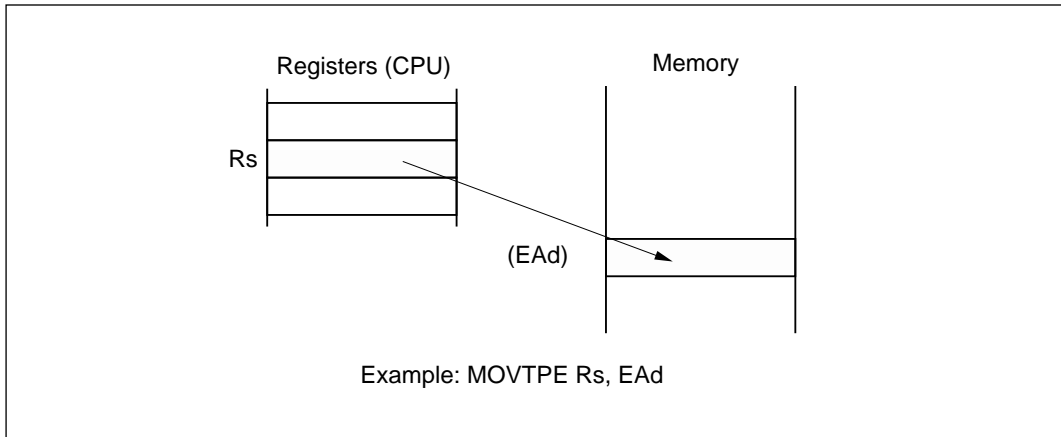 Registers (CPU)
Memory
Rs
(EAd)
Example: MOVTPE Rs, EAd